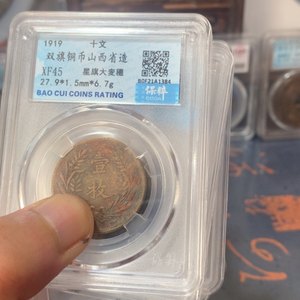 1919 十文
双旗铜币山西省造
XF45 星旗大麦穗
27.9*1.5mm*6.7g
BAO CUI COINS RATING
保粹
壹
枚